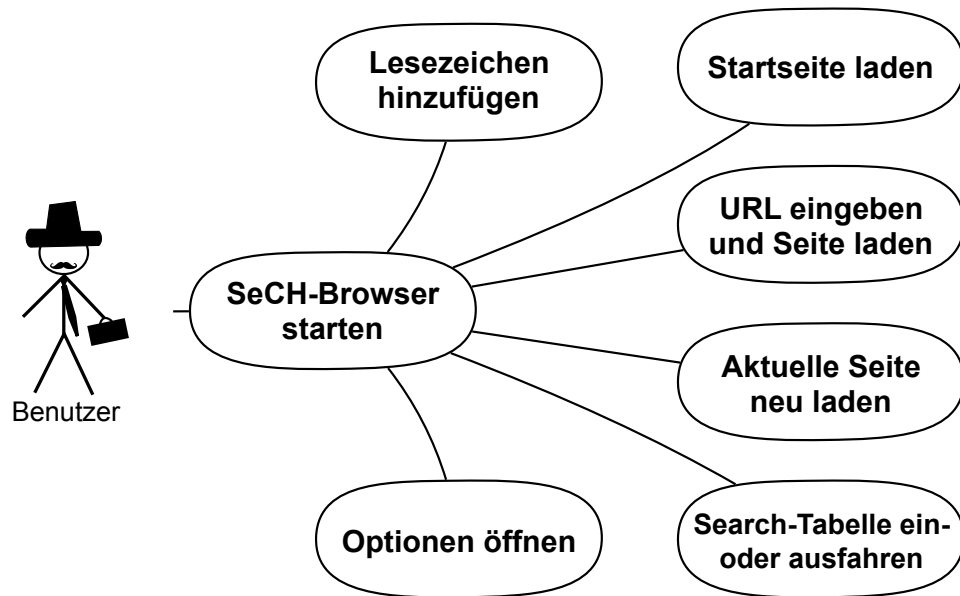 Lesezeichen
hinzufügen
Startseite laden
URL eingeben
und Seite laden
SeCH-Browser
starten
Aktuelle Seite
neu laden
Benutzer
Optionen öffnen
Search-Tabelle ein-
oder ausfahren